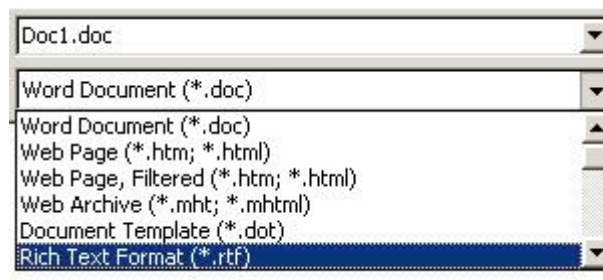 Doc1.doc
Word Document (*.doc)
Word Document (*.doc)
Web Page (*.htm; *.html)
Web Page, Filtered (*.htm; *.html)
Web Archive (*.mht; *.mhtml)
Document Template (*.dot)
Rich Text Format (*.rtf)